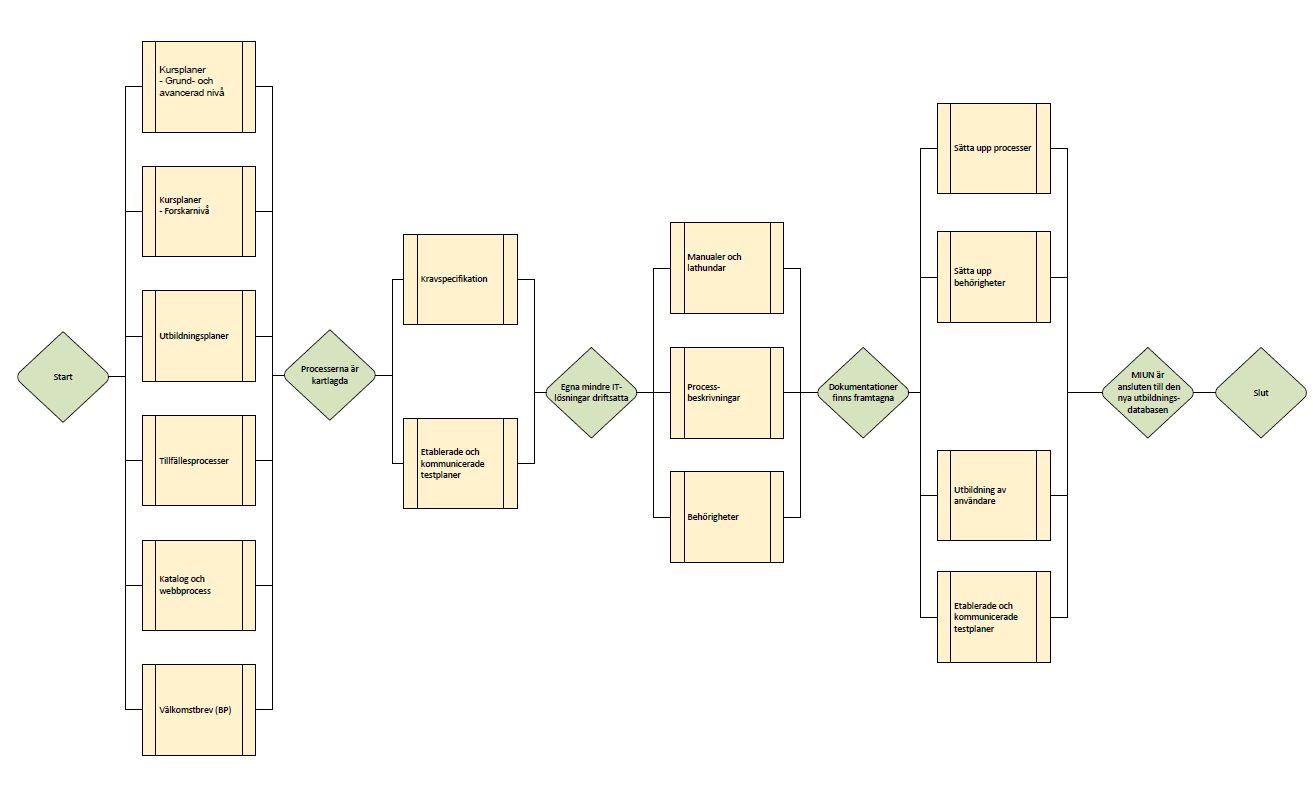 Start
Kursplaner
- Grund- och
avancerad nivå
Kursplaner
- Forskarnivå
Utbildningsplaner
Tillfällesprocesser
Katalog och
webbprocess
Välkomstbrev (BP)
Processerna är
kartlagda
Kravspecifikation
Etablerade och
kommunicerade
testplaner
Egna mindre IT-
lösningar driftsatta
Manualer och
lathundar
Process-
beskrivningar
Behörigheter
Dokumentationer
finns framtagna
Sätta upp processer
Sätta upp
behörigheter
Utbildning av
användare
Etablerade och
kommunicerade
testplaner
MIUN är
ansluten till den
nya utbildnings-
databasen
Slut